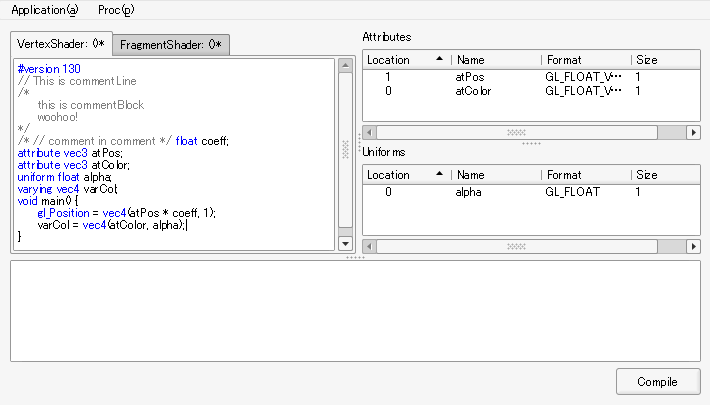 Application(a) Proc(p)
VertexShader: ()* FragmentShader: ()*
#version 130
// This is commentLine
/*
this is commentBlock
woohoo!
*/
/* // comment in comment */ float coeff;
attribute vec3 atPos;
attribute vec3 atColor;
uniform float alpha;
varying vec4 varCol;
void main() {
gl_Position = vec4(atPos * coeff, 1);
varCol = vec4(atColor, alpha);
}
Attributes
Location Name Format Size
1 atPos GL_FLOAT_V… 1
0 atColor GL_FLOAT_V… 1
Uniforms
Location Name Format Size
0 alpha GL_FLOAT 1
Compile